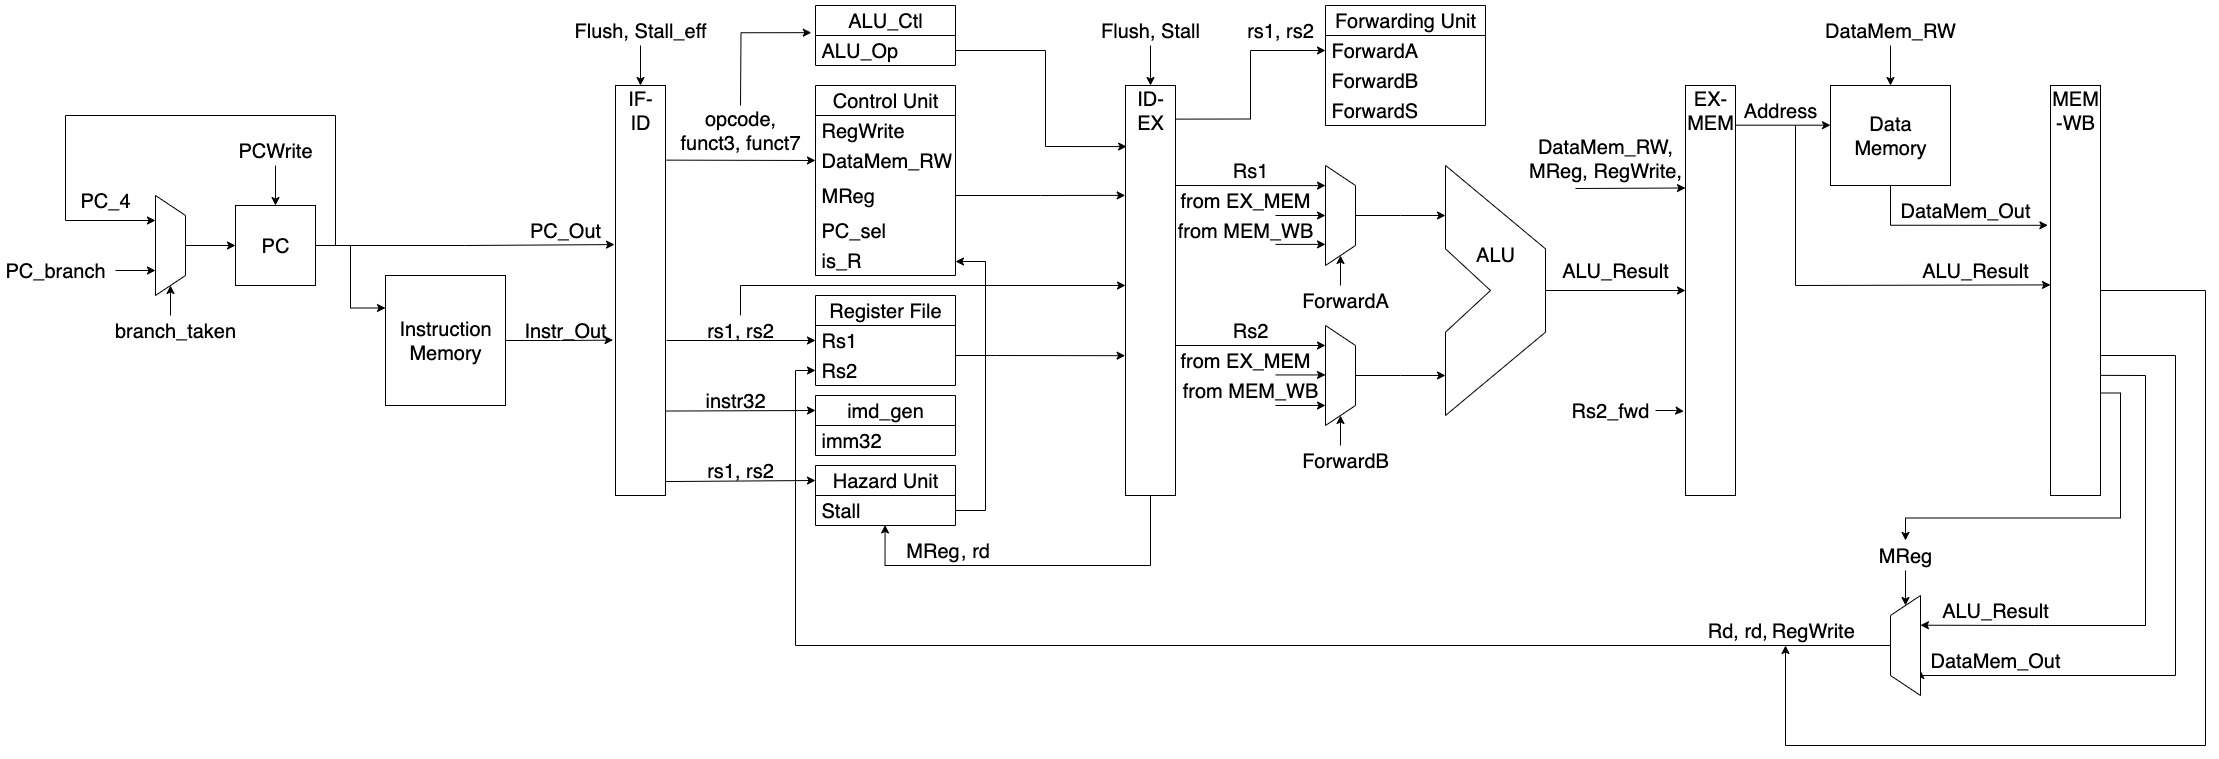 PC_4
PC_branch
branch_taken
PCWrite
PC
Instruction
Memory
PC_Out
Instr_Out
Flush, Stall_eff
IF-
ID
opcode,
funct3, funct7
rs1, rs2
instr32
rs1, rs2
ALU_Ctl
ALU_Op
Control Unit
RegWrite
DataMem_RW
MReg
PC_sel
is_R
Register File
Rs1
Rs2
imd_gen
imm32
Hazard Unit
Stall
MReg, rd
Flush, Stall
ID-
EX
rs1, rs2
Forwarding Unit
ForwardA
ForwardB
ForwardS
Rs1
from EX_MEM
from MEM_WB
ForwardA
Rs2
from EX_MEM
from MEM_WB
ForwardB
ALU
ALU_Result
DataMem_RW,
MReg, RegWrite,
Rs2_fwd
EX-
MEM
Address
DataMem_RW
Data
Memory
DataMem_Out
ALU_Result
MEM
-WB
MReg
ALU_Result
DataMem_Out
Rd, rd, RegWrite